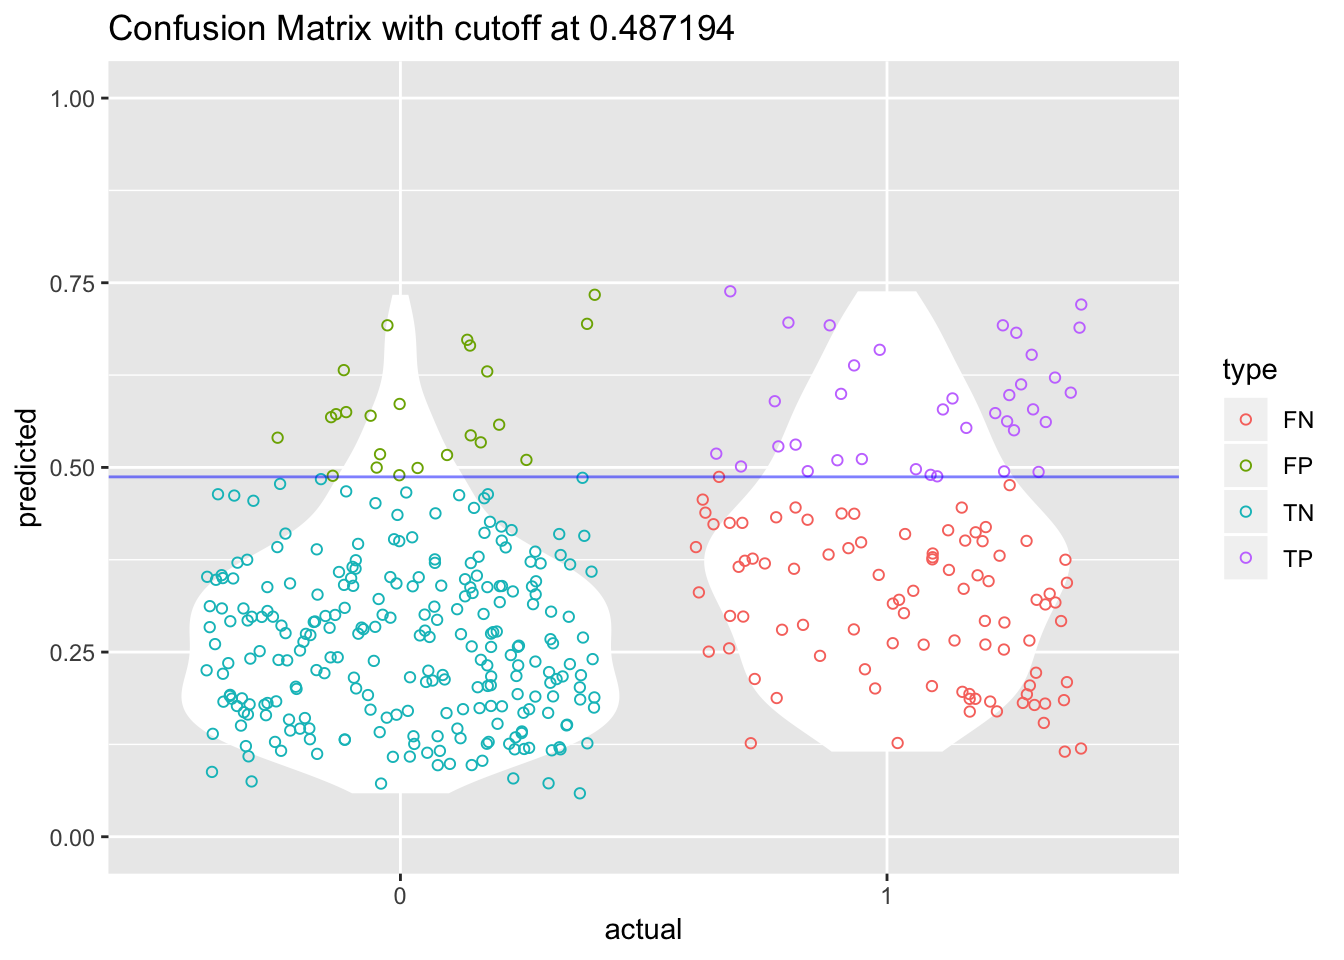 Confusion Matrix with cutoff at 0.487194
1.00
0.75
0.50
0.25
0.00
predicted
0
1
actual
type
FN
FP
TN
TP